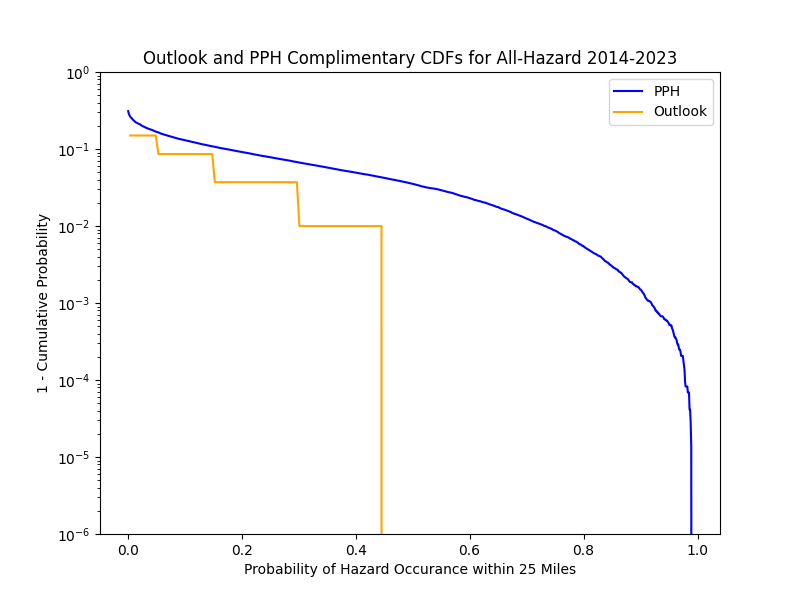 Outlook and PPH Complimentary CDFs for All-Hazard 2014-2023
PPH
Outlook
10⁰
10⁻¹
10⁻²
10⁻³
10⁻⁴
10⁻⁵
10⁻⁶
1 - Cumulative Probability
0.0 0.2 0.4 0.6 0.8 1.0
Probability of Hazard Occurance within 25 Miles